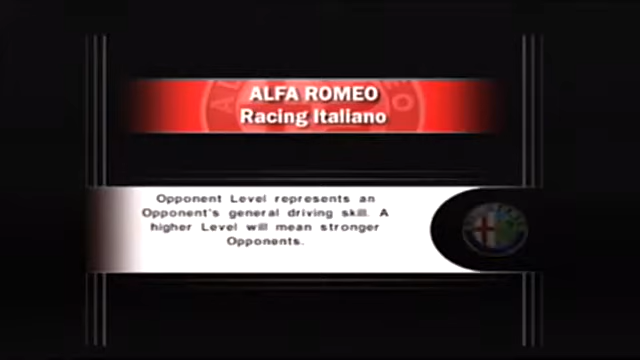 ALFA ROMEO
Racing Italiano
Opponent Level represents an
Opponent's general driving skill. A
higher Level will mean stronger
Opponents.